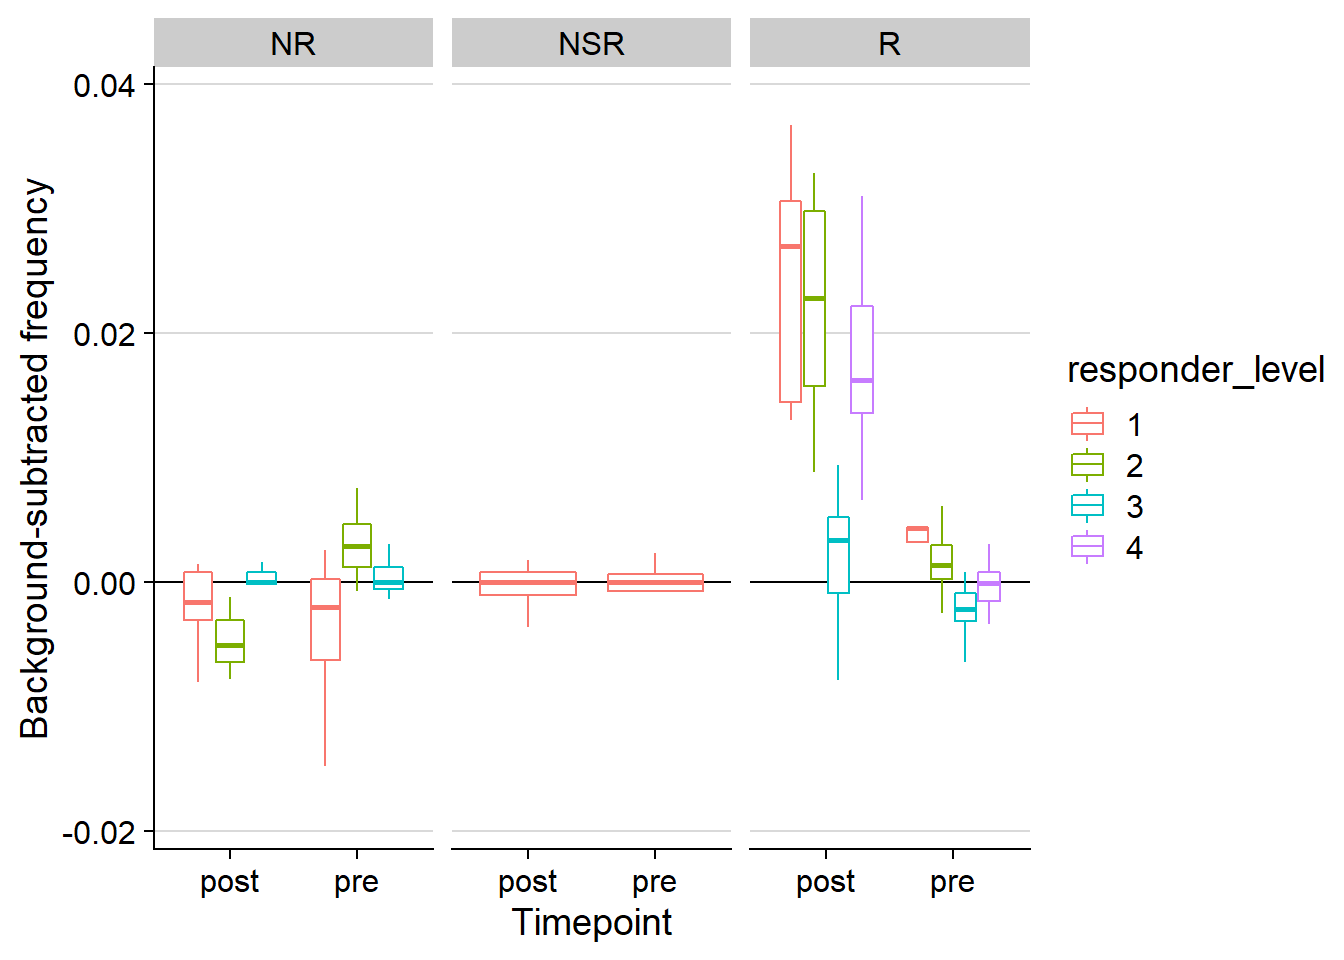 NR NSR R
0.04
0.02
0.00
-0.02
Background-subtracted frequency
post pre post pre post pre
Timepoint
responder_level
1
2
3
4